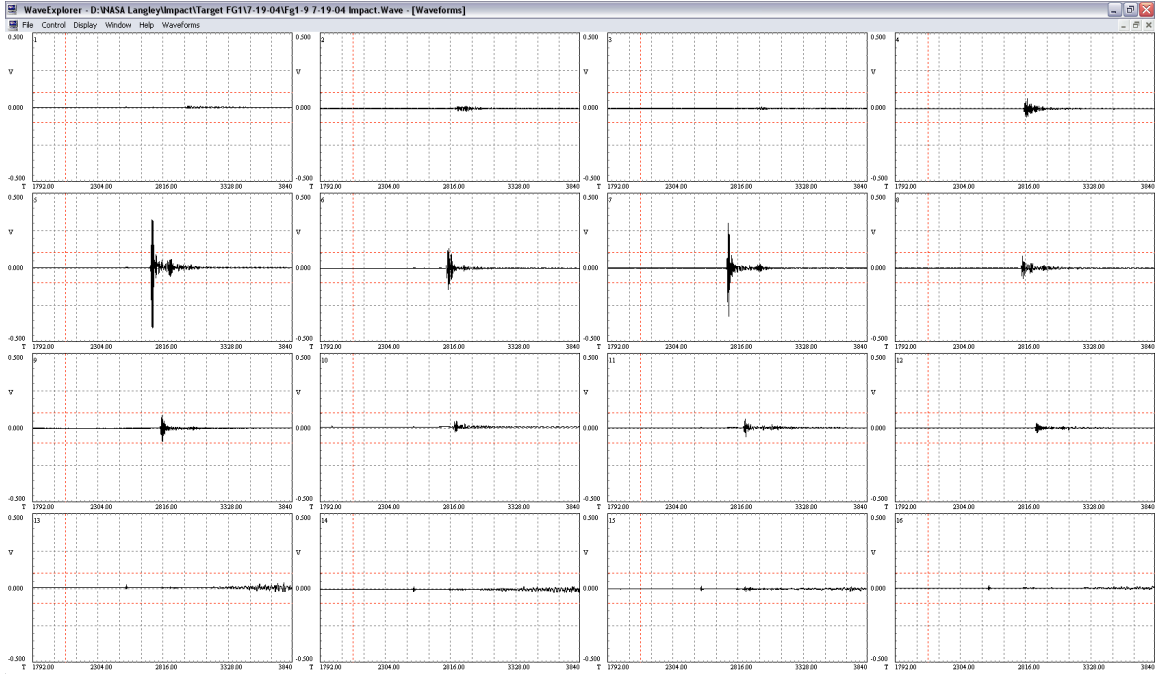 WaveExplorer - D:\NASA Langley\Impact\Target FG1\7-19-04\Fg1-9 7-19-04 Impact.Wave - [Waveforms]
File Control Display Window Help Waveforms
0.500 1 0.500 2 0.500 3 0.500 4
V V V V
0.000 0.000 0.000 0.000
-0.500 -0.500 -0.500 -0.500
T 1792.00 2304.00 2816.00 3328.00 3840 T 1792.00 2304.00 2816.00 3328.00 3840 T 1792.00 2304.00 2816.00 3328.00 3840 T 1792.00 2304.00 2816.00 3328.00 3840
0.500 5 0.500 6 0.500 7 0.500 8
V V V V
0.000 0.000 0.000 0.000
-0.500 -0.500 -0.500 -0.500
T 1792.00 2304.00 2816.00 3328.00 3840 T 1792.00 2304.00 2816.00 3328.00 3840 T 1792.00 2304.00 2816.00 3328.00 3840 T 1792.00 2304.00 2816.00 3328.00 3840
0.500 9 0.500 10 0.500 11 0.500 12
V V V V
0.000 0.000 0.000 0.000
-0.500 -0.500 -0.500 -0.500
T 1792.00 2304.00 2816.00 3328.00 3840 T 1792.00 2304.00 2816.00 3328.00 3840 T 1792.00 2304.00 2816.00 3328.00 3840 T 1792.00 2304.00 2816.00 3328.00 3840
0.500 13 0.500 14 0.500 15 0.500 16
V V V V
0.000 0.000 0.000 0.000
-0.500 -0.500 -0.500 -0.500
T 1792.00 2304.00 2816.00 3328.00 3840 T 1792.00 2304.00 2816.00 3328.00 3840 T 1792.00 2304.00 2816.00 3328.00 3840 T 1792.00 2304.00 2816.00 3328.00 3840